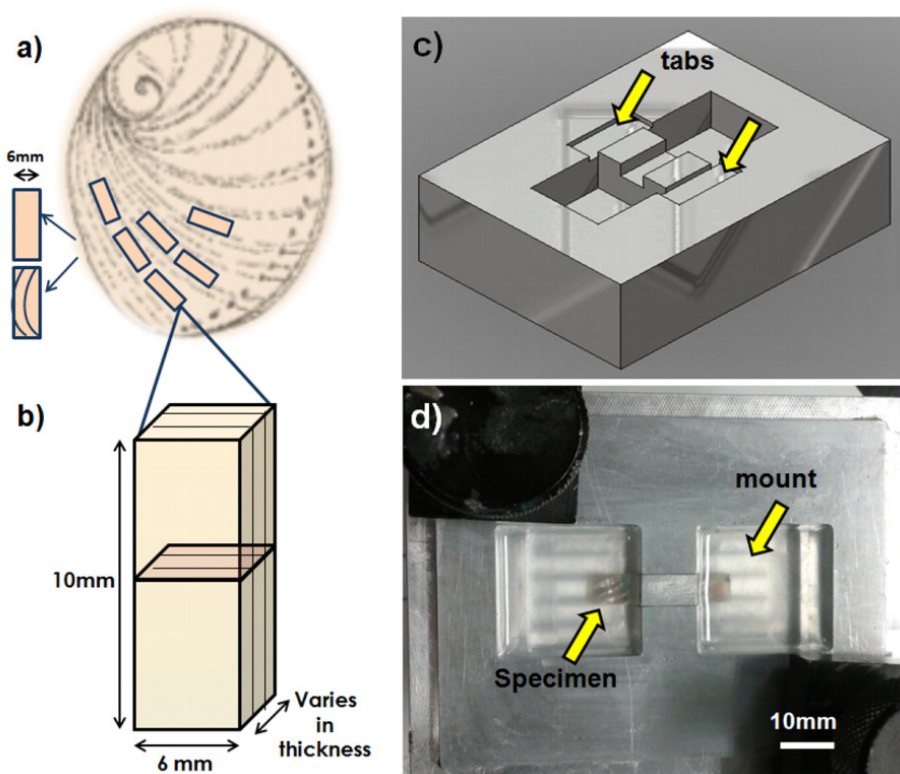 a)
6mm
b)
10mm
6 mm
Varies
in
thickness
c)
tabs
d)
mount
Specimen
10mm